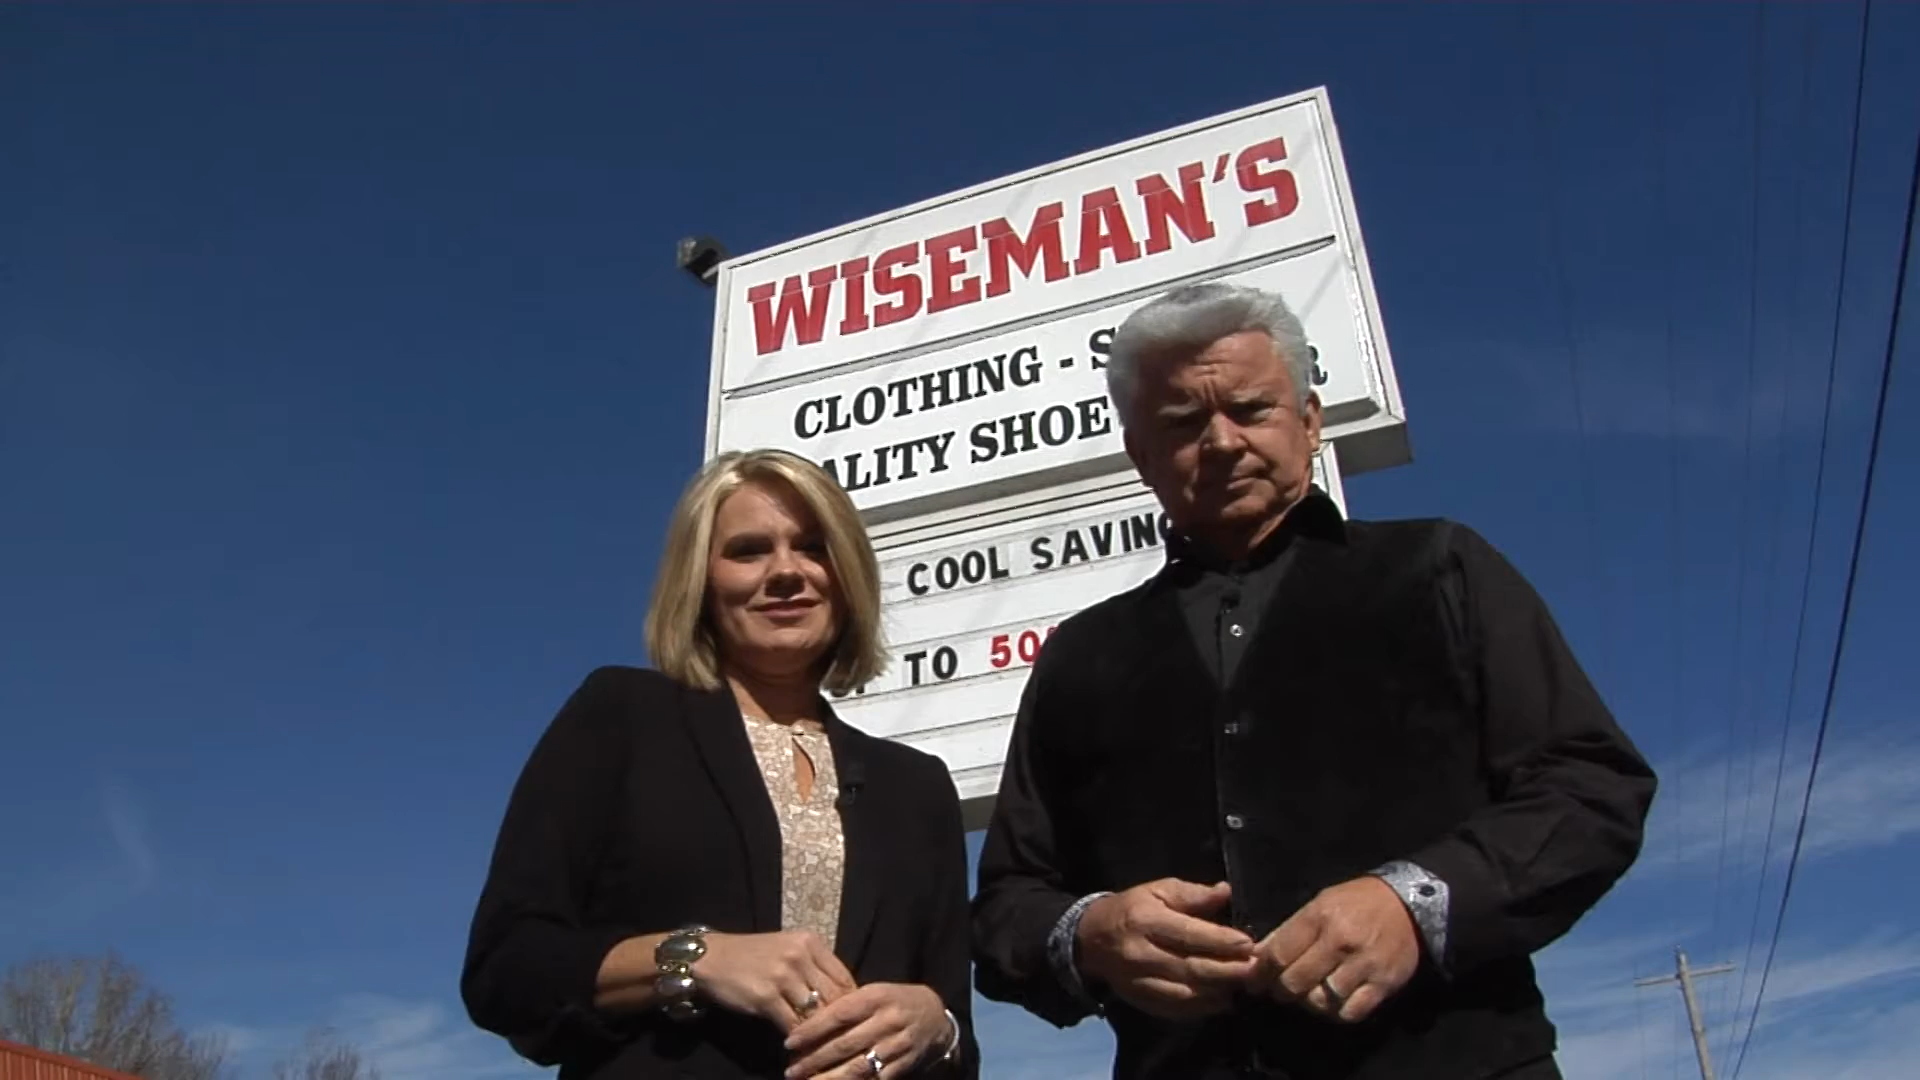 WISEMAN'S
CLOTHING - S
ALITY SHOE
COOL SAVING
TO 50